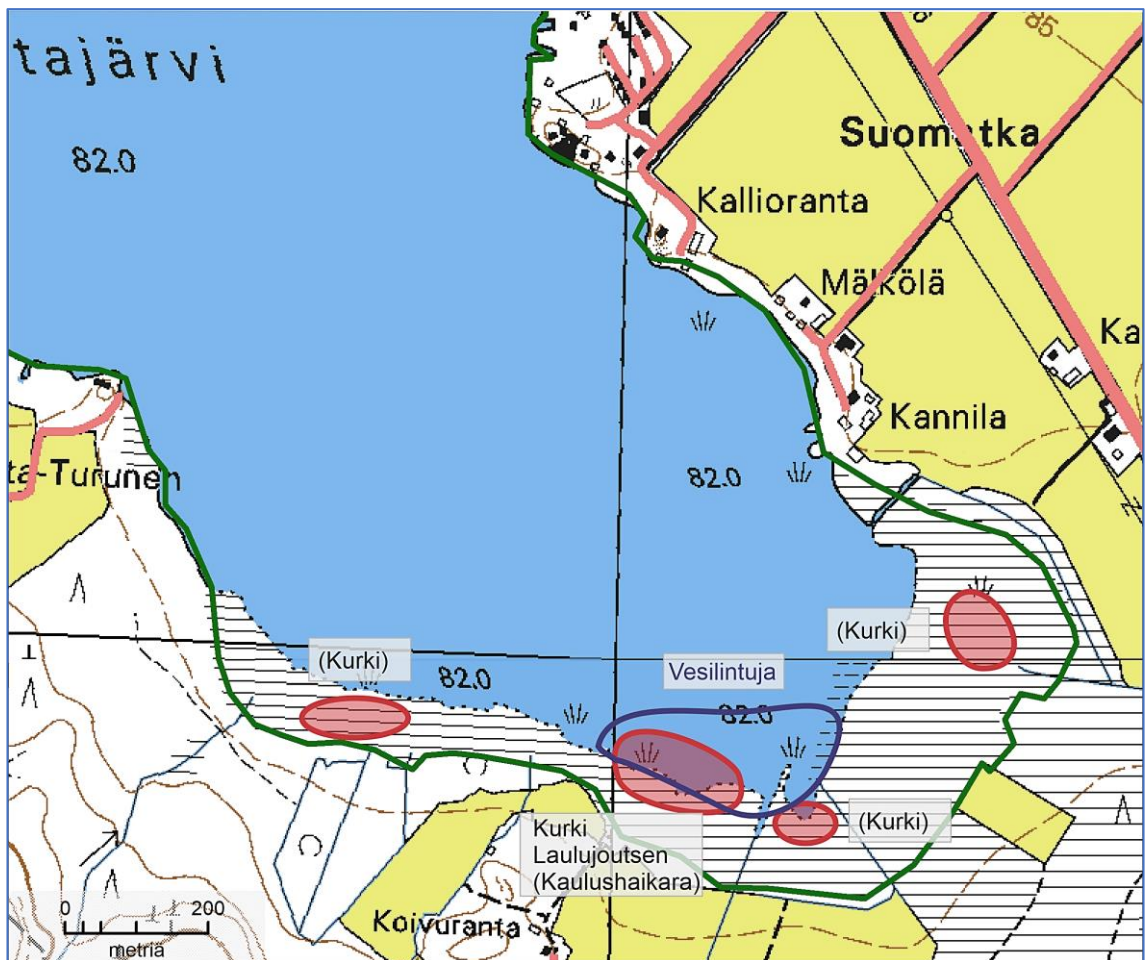 tajärvi
85
82.0
Suomatka
Kallioranta
Mälkölä
Ka
Kannila
ta-Turunen
82.0
(Kurki)
(Kurki)
82.0
Vesilintuja
82.0
Kurki
Laulujoutsen
(Kaulushaikara)
(Kurki)
Koivuranta
0 200
metriä